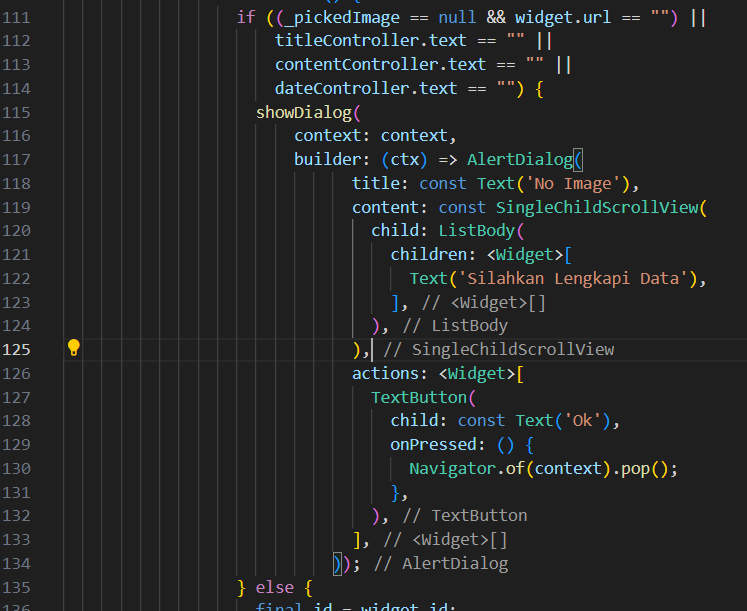 111 if ((_pickedImage == null && widget.url == "") ||
112 titleController.text == "" ||
113 contentController.text == "" ||
114 dateController.text == "") {
115 showDialog(
116 context: context,
117 builder: (ctx) => AlertDialog(
118 title: const Text('No Image'),
119 content: const SingleChildScrollView(
120 child: ListBody(
121 children: <Widget>[
122 Text('Silahkan Lengkapi Data'),
123 ], // <Widget>[]
124 ), // ListBody
125 ), // SingleChildScrollView
126 actions: <Widget>[
127 TextButton(
128 child: const Text('Ok'),
129 onPressed: () {
130 Navigator.of(context).pop();
131 },
132 ), // TextButton
133 ], // <Widget>[]
134 )); // AlertDialog
135 } else {
136 final id = widget.id;